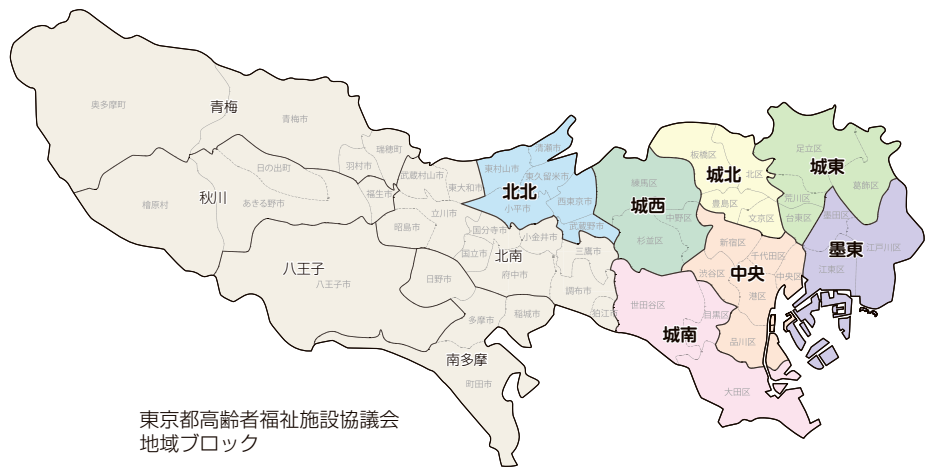 奥多摩町
青梅
青梅市
瑞穂町
羽村市
日の出町
檜原村
秋川
あきる野市
福生市
武蔵村山市
東大和市
立川市
昭島市
国分寺市
国立市
小金井市
北南
府中市
三鷹市
調布市
狛江市
八王子
八王子市
日野市
多摩市
稲城市
南多摩
町田市
清瀬市
東村山市
東久留米市
北北
小平市
西東京市
武蔵野市
練馬区
城西
中野区
杉並区
板橋区
城北
北区
豊島区
文京区
足立区
城東
葛飾区
荒川区
台東区
墨田区
墨東
江戸川区
江東区
新宿区
千代田区
渋谷区
中央
中央区
港区
品川区
世田谷区
目黒区
城南
大田区
東京都高齢者福祉施設協議会
地域ブロック